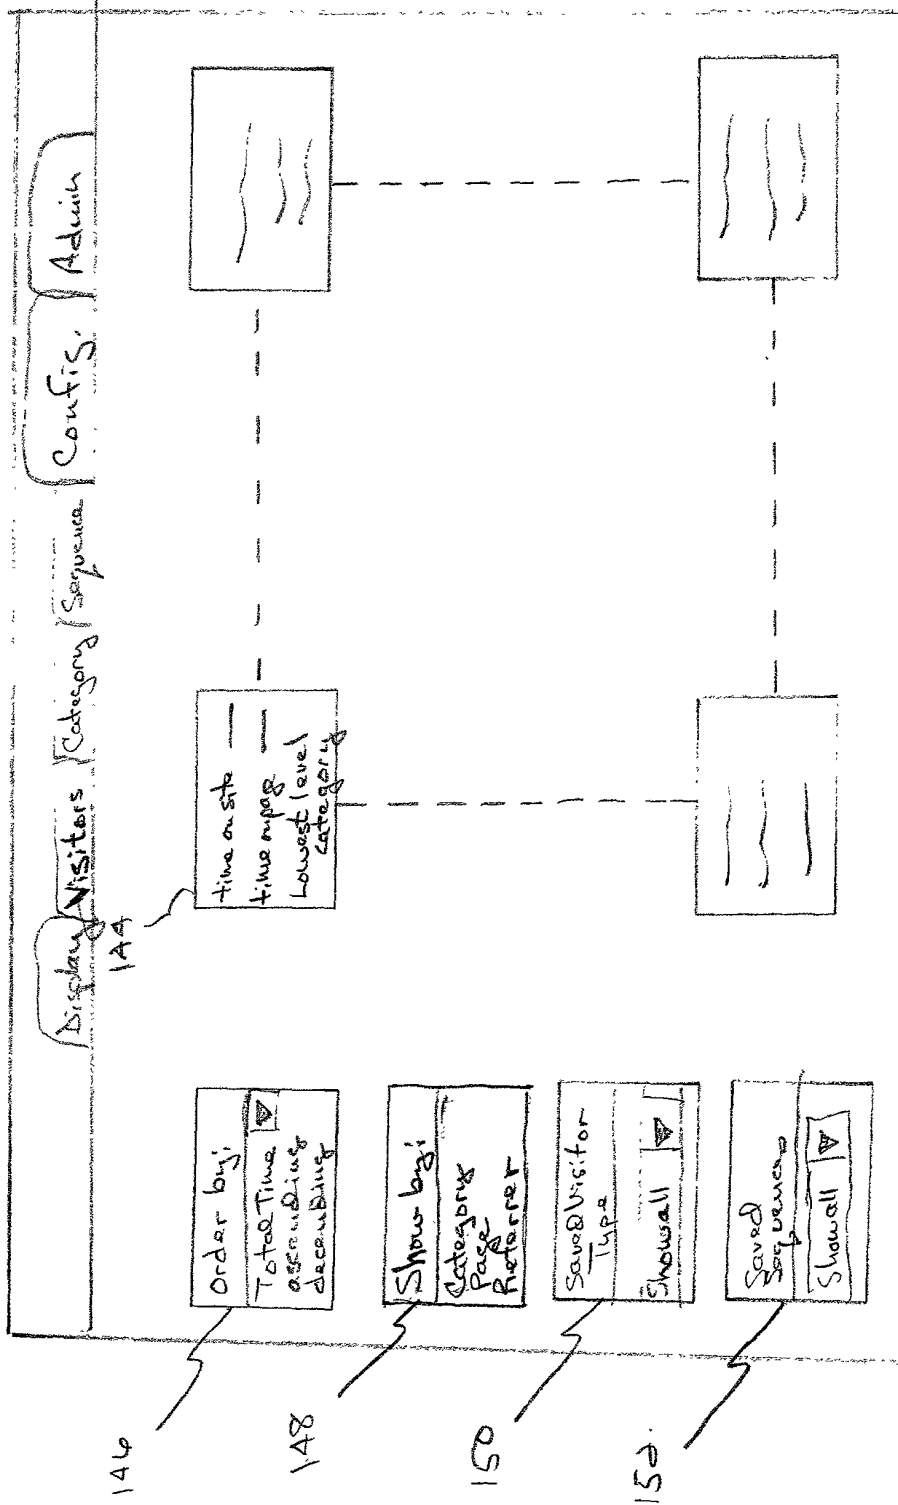 Display Visitors Category Sequence Config. Admin
144
time on site
time on page
Lowest level
category
146
Order by:
Total Time
ascending
decending
148
Show by:
Category
Page
Referrer
150
Saved Visitor
Type
Show all
152.
Saved
Sequences
Show all